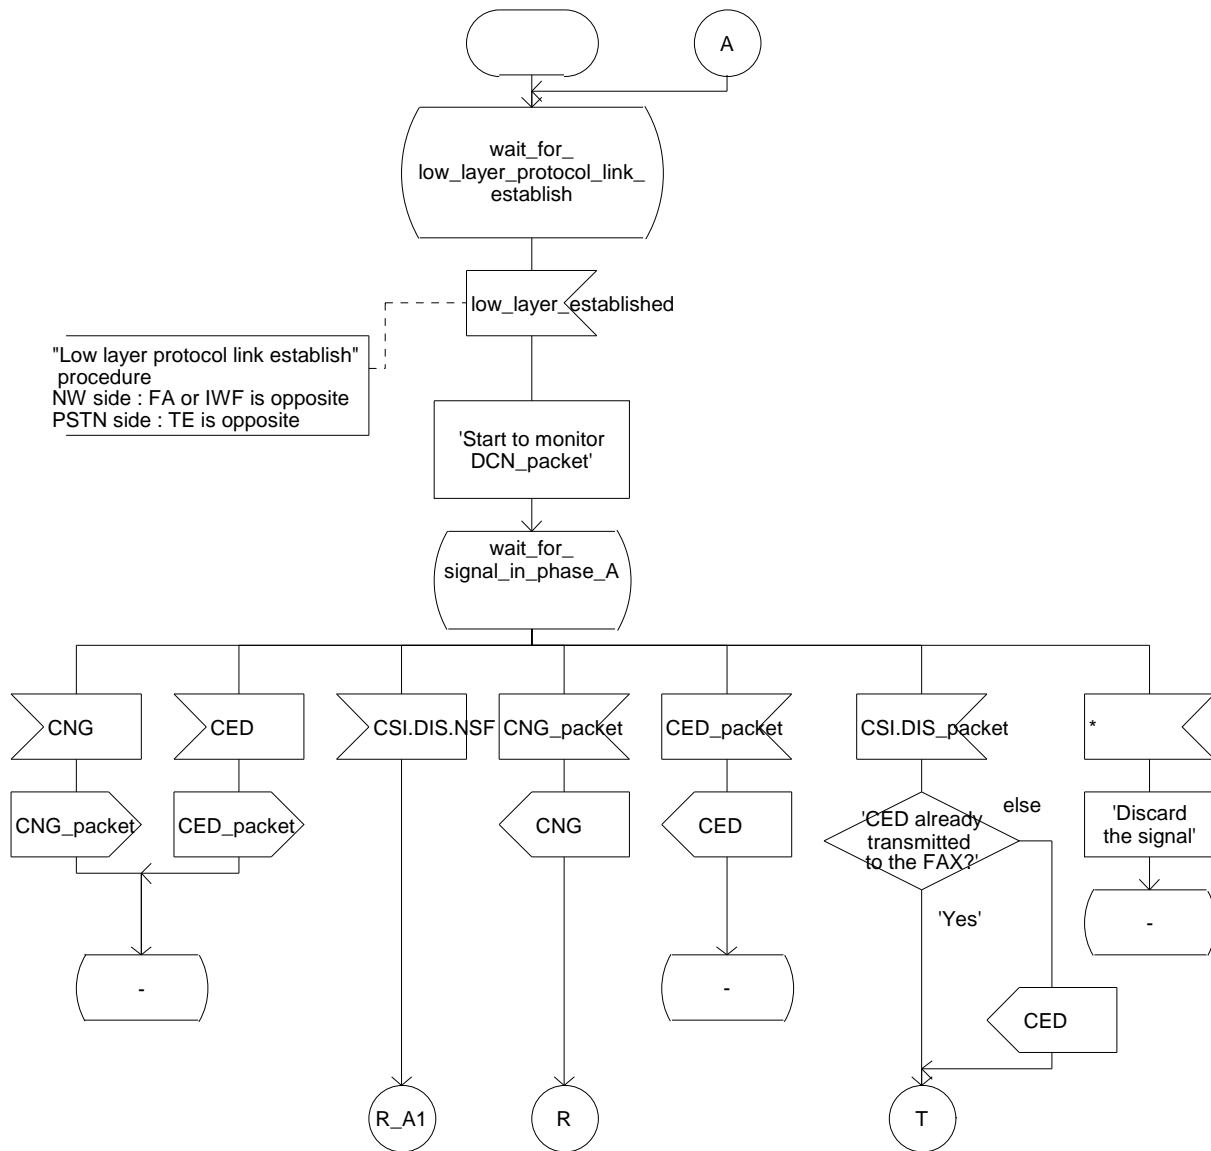 A
wait_for_
low_layer_protocol_link_
establish
low_layer_established
"Low layer protocol link establish"
procedure
NW side : FA or IWF is opposite
PSTN side : TE is opposite
'Start to monitor
DCN_packet'
wait_for_
signal_in_phase_A
CNG
CED
CSI.DIS.NSF
CNG_packet
CED_packet
CSI.DIS_packet
*
CNG_packet
CED_packet
CNG
CED
'CED already
transmitted
to the FAX?'
else
'Discard
the signal'
'Yes'
-
-
-
CED
R_A1
R
T